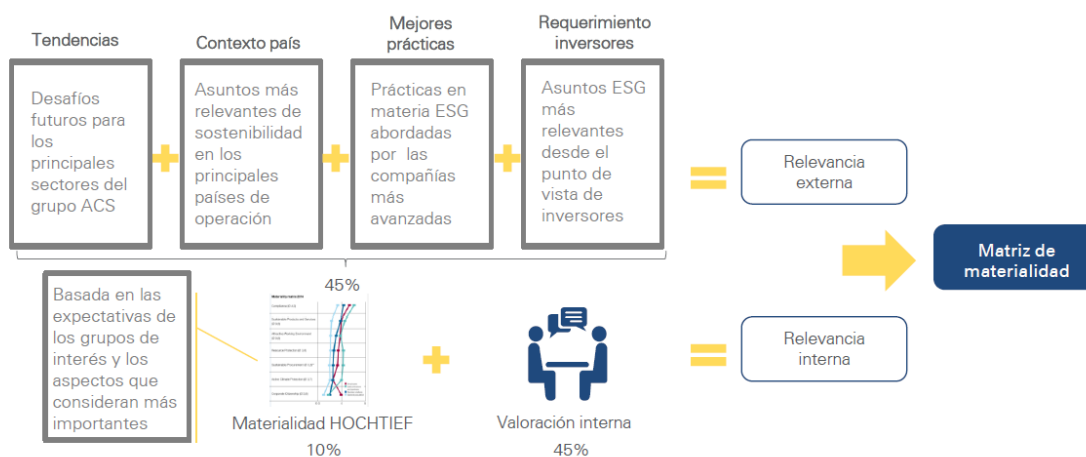 Tendencias
Contexto país
Mejores
prácticas
Requerimiento
inversores
Desafíos
futuros para
los
principales
sectores del
grupo ACS
Asuntos más
relevantes de
sostenibilidad
en los
principales
países de
operación
Prácticas en
materia ESG
abordadas
por las
compañías
más
avanzadas
Asuntos ESG
más
relevantes
desde el
punto de
vista de
inversores
Relevancia
externa
Matriz de
materialidad
45%
Basada en las
expectativas de
los grupos de
interés y los
aspectos que
consideran más
importantes
Materialidad HOCHTIEF
10%
Valoración interna
45%
Relevancia
interna